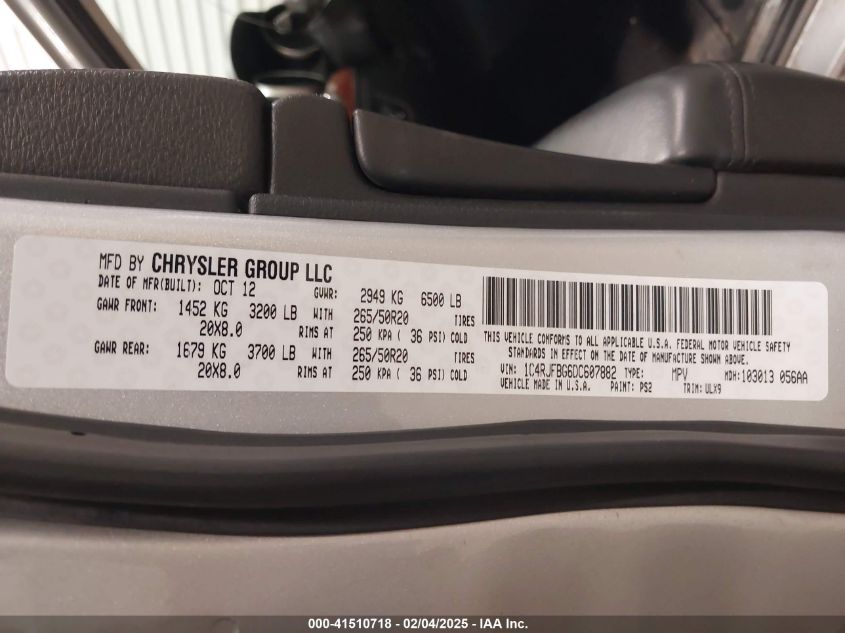 MFD BY CHRYSLER GROUP LLC
DATE OF MFR(BUILT): OCT 12 GVWR: 2949 KG 6500 LB
GAWR FRONT: 1452 KG 3200 LB WITH 265/50R20 TIRES
20X8.0 RIMS AT 250 KPA ( 36 PSI) COLD
GAWR REAR: 1679 KG 3700 LB WITH 265/50R20 TIRES
20X8.0 RIMS AT 250 KPA ( 36 PSI) COLD
THIS VEHICLE CONFORMS TO ALL APPLICABLE U.S.A. FEDERAL MOTOR VEHICLE SAFETY
STANDARDS IN EFFECT ON THE DATE OF MANUFACTURE SHOWN ABOVE.
VIN: 1C4RJFBG6DC607882 TYPE: MPV MDH: 103013 056AA
VEHICLE MADE IN U.S.A. PAINT: PS2 TRIM: ULX9
000-41510718 - 02/04/2025 - IAA Inc.